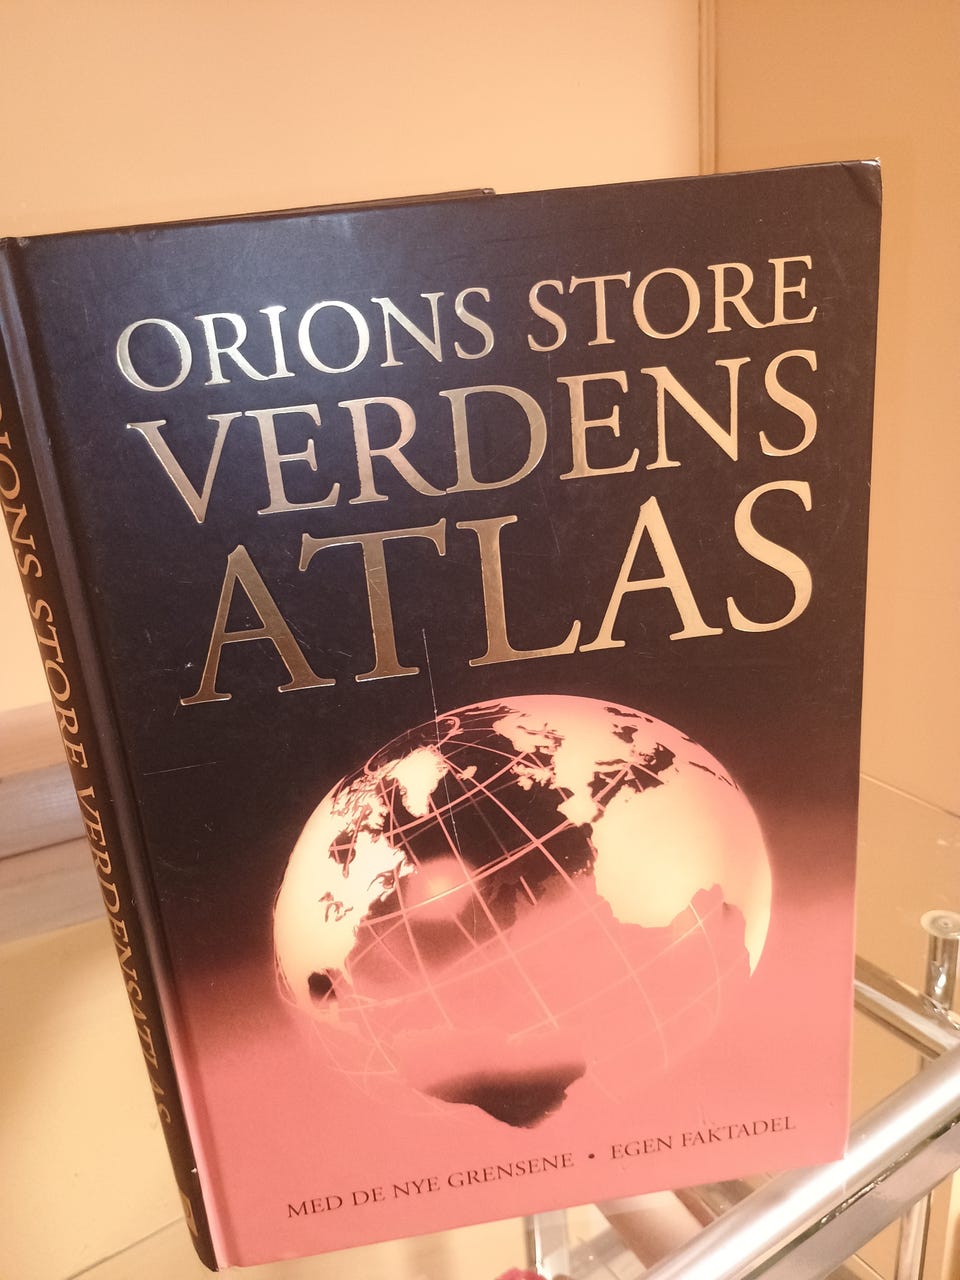 ORIONS STORE
VERDENS
ATLAS
MED DE NYE GRENSENE • EGEN FAKTADEL
ORIONS STORE VERDENSATLAS